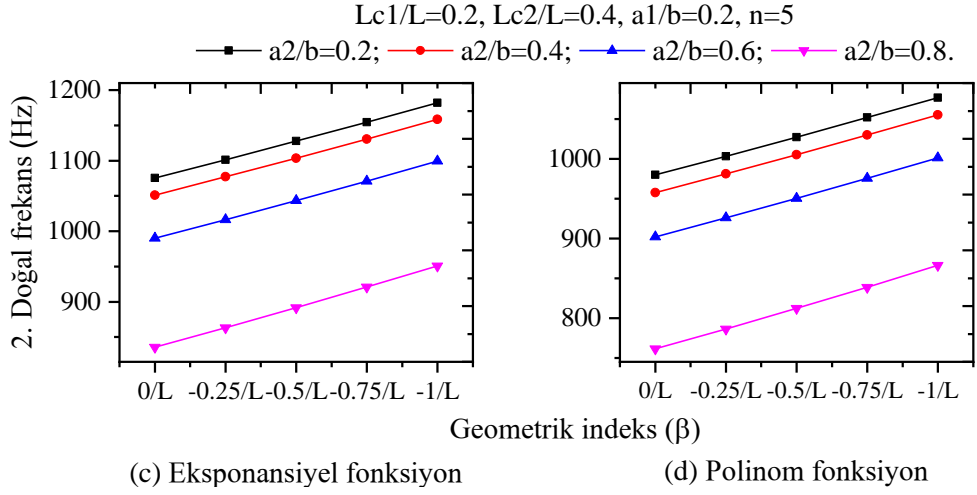 Lc1/L=0.2, Lc2/L=0.4, a1/b=0.2, n=5
a2/b=0.2; a2/b=0.4; a2/b=0.6; a2/b=0.8.
2. Doğal frekans (Hz)
1200
1100
1000
900
0/L -0.25/L -0.5/L -0.75/L -1/L
1000
900
800
0/L -0.25/L -0.5/L -0.75/L -1/L
Geometrik indeks (β)
(c) Eksponansiyel fonksiyon
(d) Polinom fonksiyon